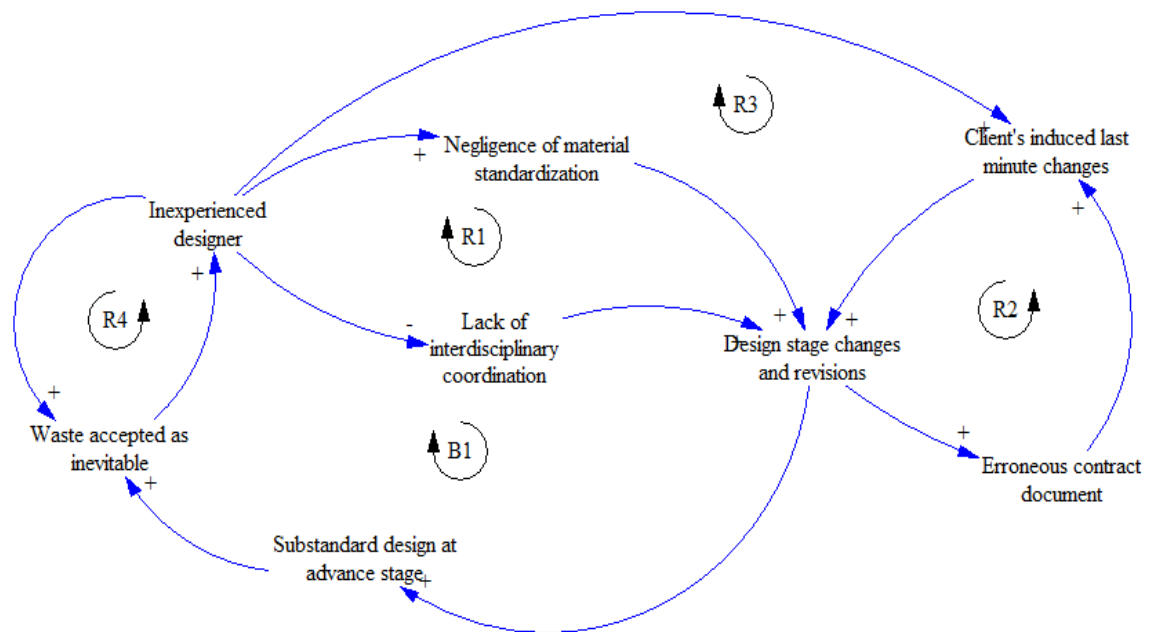 R3
+
Client's induced last
minute changes
Negligence of material
standardization
+
+
Inexperienced
designer
R1
+
R4
Lack of
interdisciplinary
coordination
-
R2
+
+
Design stage changes
and revisions
+
Waste accepted as
inevitable
+
B1
+
Erroneous contract
document
Substandard design at
advance stage
+